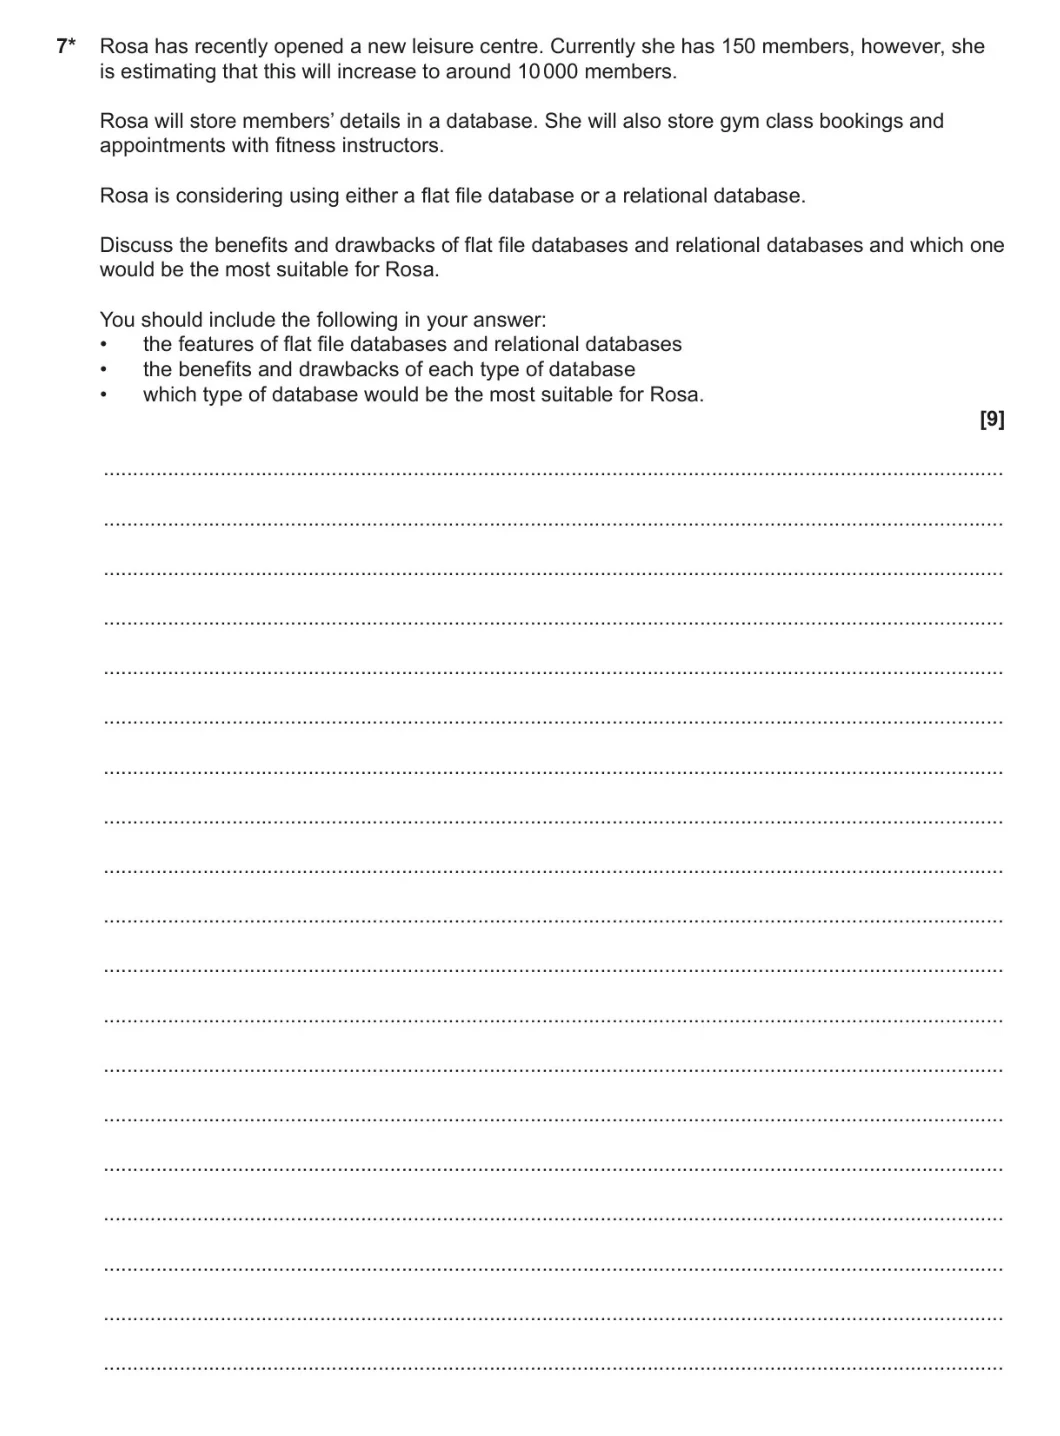 7* Rosa has recently opened a new leisure centre. Currently she has 150 members, however, she
is estimating that this will increase to around 10 000 members.
Rosa will store members' details in a database. She will also store gym class bookings and
appointments with fitness instructors.
Rosa is considering using either a flat file database or a relational database.
Discuss the benefits and drawbacks of flat file databases and relational databases and which one
would be the most suitable for Rosa.
You should include the following in your answer:
• the features of flat file databases and relational databases
• the benefits and drawbacks of each type of database
• which type of database would be the most suitable for Rosa.
[9]